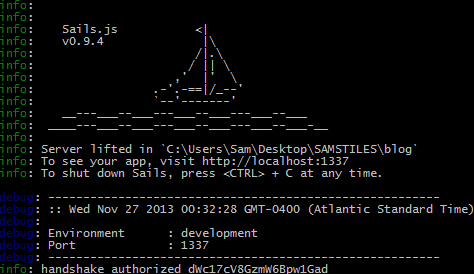 info:
info:
info:    Sails.js           <|
info:    v0.9.4              |\
info:                       /|.\
info:                      / || \
info:                    ,'  |'  \
info:                 .-'.-==|/_--'
info:                 `--'-------'
info:    __---___--___---___--___---___--___
info:  ____---___--___---___--___---___--___-__
info:
info: Server lifted in `C:\Users\Sam\Desktop\SAMSTILES\blog`
info: To see your app, visit http://localhost:1337
info: To shut down Sails, press <CTRL> + C at any time.

debug: --------------------------------------------------------
debug: :: Wed Nov 27 2013 00:32:28 GMT-0400 (Atlantic Standard Time)
debug:
debug: Environment     : development
debug: Port            : 1337
debug: --------------------------------------------------------
info: handshake authorized dWc17cV8GzmW6Bpw1Gad